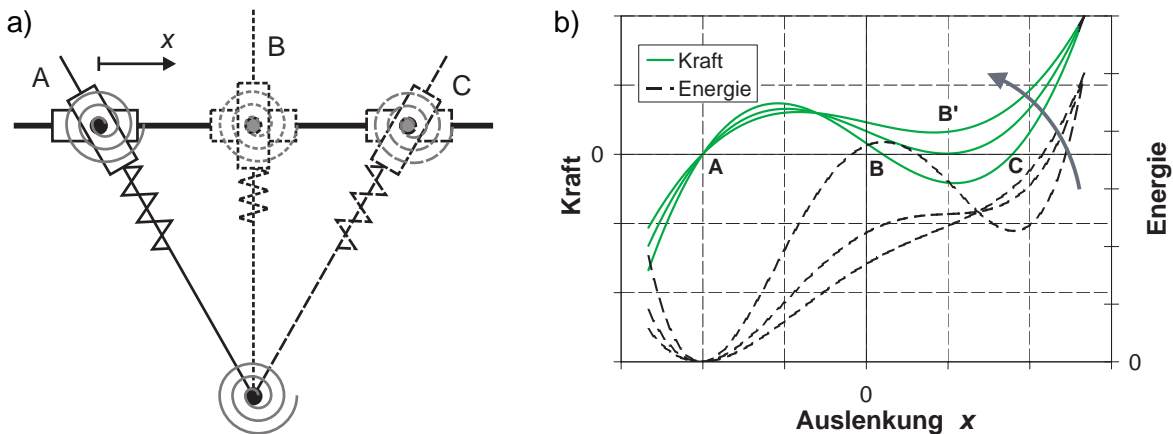 a)
x
A
B
C
b)
Kraft
Energie
B'
0
A
B
C
Kraft
Energie
0
0
Auslenkung x